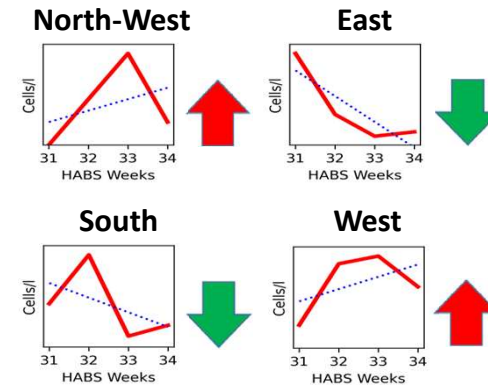 North-West
Cells/l
31 32 33 34
HABS Weeks
East
Cells/l
31 32 33 34
HABS Weeks
South
Cells/l
31 32 33 34
HABS Weeks
West
Cells/l
31 32 33 34
HABS Weeks